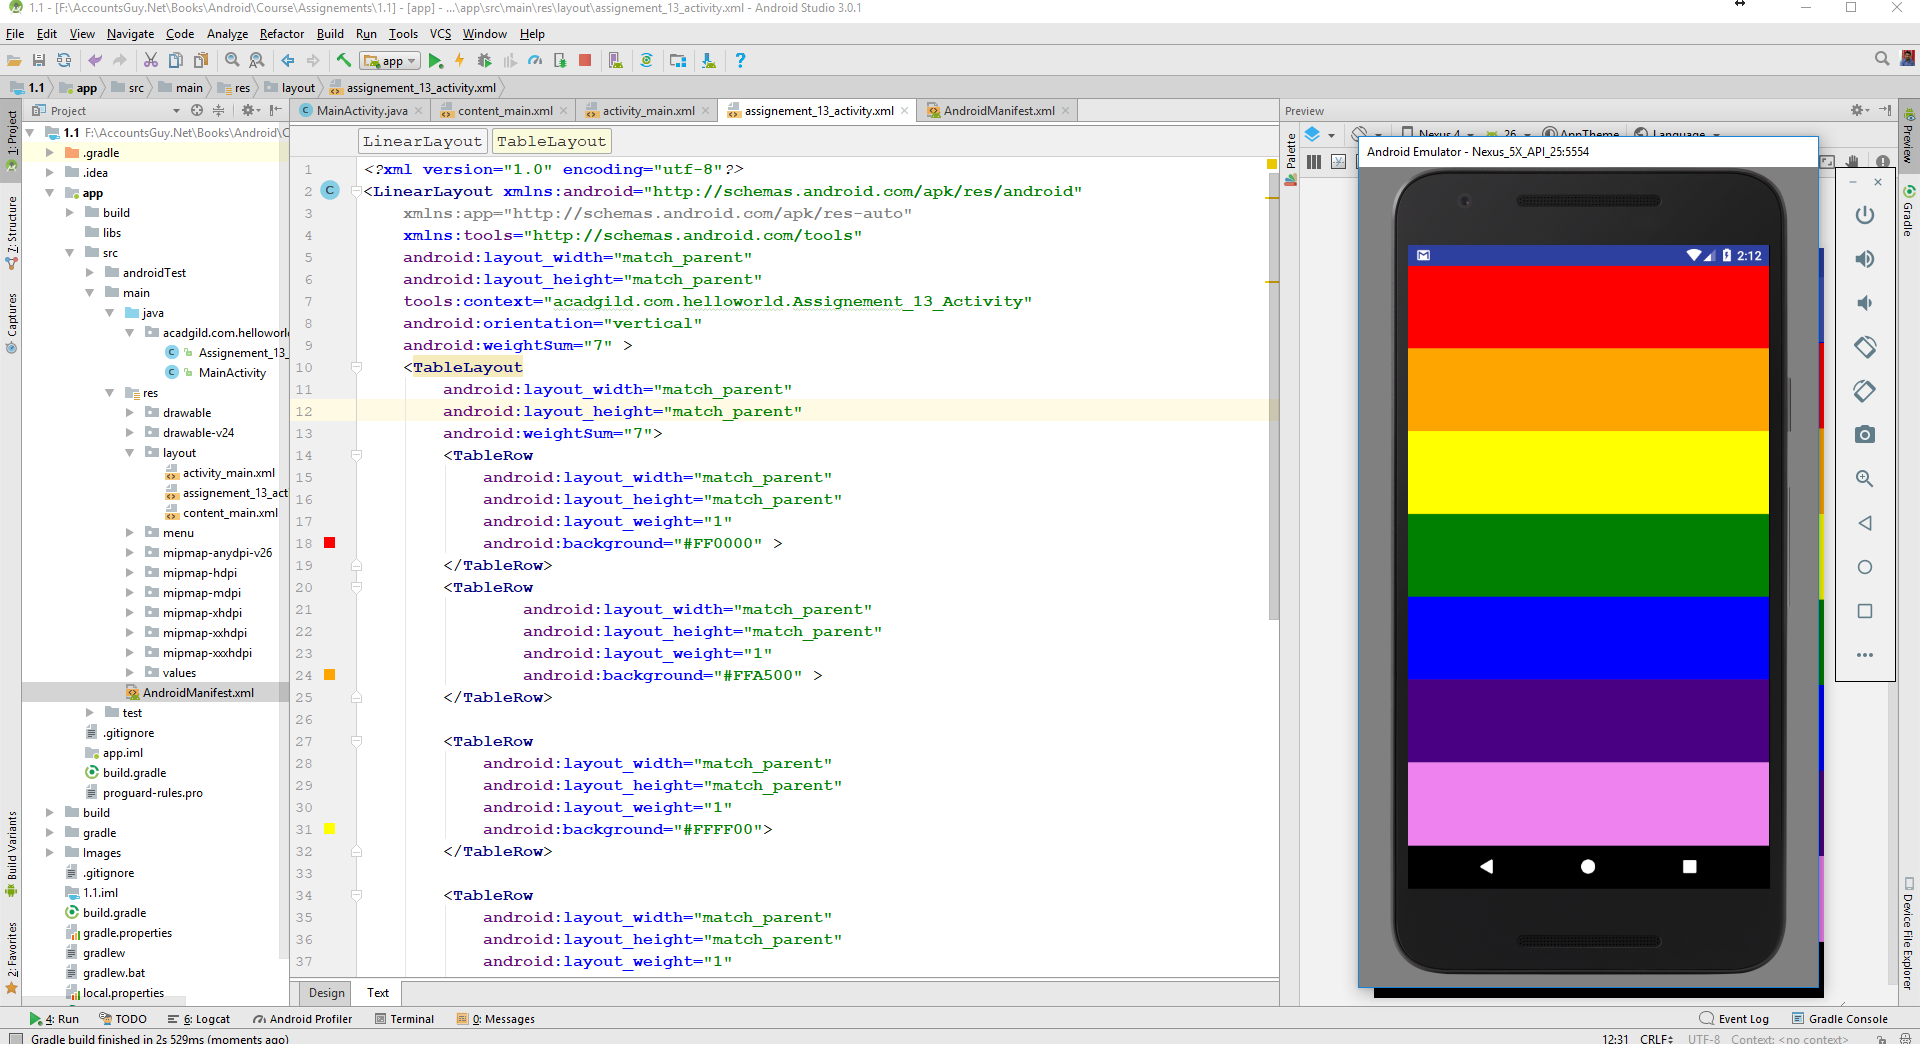 1.1 - [F:\AccountsGuy.Net\Books\Android\Course\Assignements\1.1] - [app] - ...\app\src\main\res\layout\assignement_13_activity.xml - Android Studio 3.0.1
File Edit View Navigate Code Analyze Refactor Build Run Tools VCS Window Help
app
1.1 app src main res layout assignement_13_activity.xml
Project
MainActivity.java content_main.xml activity_main.xml assignement_13_activity.xml AndroidManifest.xml
Preview
1: Project
7: Structure
Captures
Build Variants
2: Favorites
1.1 F:\AccountsGuy.Net\Books\Android\C
.gradle
.idea
app
build
libs
src
androidTest
main
java
acadgild.com.helloworl
Assignement_13_
MainActivity
res
drawable
drawable-v24
layout
activity_main.xml
assignement_13_act
content_main.xml
menu
mipmap-anydpi-v26
mipmap-hdpi
mipmap-mdpi
mipmap-xhdpi
mipmap-xxhdpi
mipmap-xxxhdpi
values
AndroidManifest.xml
test
.gitignore
app.iml
build.gradle
proguard-rules.pro
build
gradle
Images
.gitignore
1.1.iml
build.gradle
gradle.properties
gradlew
gradlew.bat
local.properties
LinearLayout TableLayout
1 <?xml version="1.0" encoding="utf-8"?>
2 <LinearLayout xmlns:android="http://schemas.android.com/apk/res/android"
3 xmlns:app="http://schemas.android.com/apk/res-auto"
4 xmlns:tools="http://schemas.android.com/tools"
5 android:layout_width="match_parent"
6 android:layout_height="match_parent"
7 tools:context="acadgild.com.helloworld.Assignement_13_Activity"
8 android:orientation="vertical"
9 android:weightSum="7" >
10 <TableLayout
11 android:layout_width="match_parent"
12 android:layout_height="match_parent"
13 android:weightSum="7">
14 <TableRow
15 android:layout_width="match_parent"
16 android:layout_height="match_parent"
17 android:layout_weight="1"
18 android:background="#FF0000" >
19 </TableRow>
20 <TableRow
21 android:layout_width="match_parent"
22 android:layout_height="match_parent"
23 android:layout_weight="1"
24 android:background="#FFA500" >
25 </TableRow>
26
27 <TableRow
28 android:layout_width="match_parent"
29 android:layout_height="match_parent"
30 android:layout_weight="1"
31 android:background="#FFFF00">
32 </TableRow>
33
34 <TableRow
35 android:layout_width="match_parent"
36 android:layout_height="match_parent"
37 android:layout_weight="1"
Design Text
Palette
Nexus 4 26 AppTheme Language
Android Emulator - Nexus_5X_API_25:5554
2:12
Preview
Gradle
Device File Explorer
4: Run TODO 6: Logcat Android Profiler Terminal 0: Messages Event Log Gradle Console
Gradle build finished in 2s 529ms (moments ago) 12:31 CRLF UTF-8 Context: <no context>